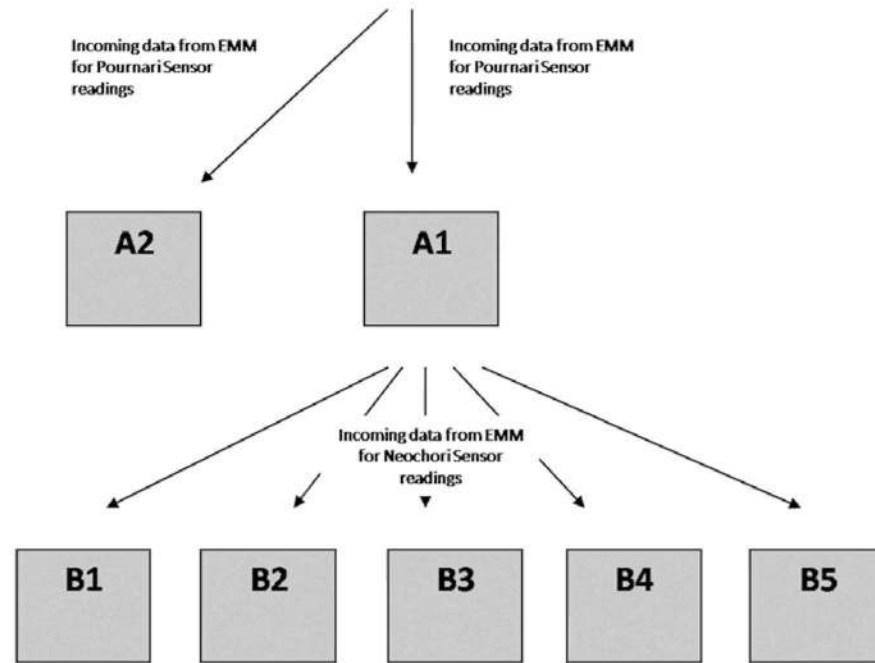 Incoming data from EMM
for Pournari Sensor
readings
Incoming data from EMM
for Pournari Sensor
readings
A2
A1
Incoming data from EMM
for Neochori Sensor
readings
B1
B2
B3
B4
B5